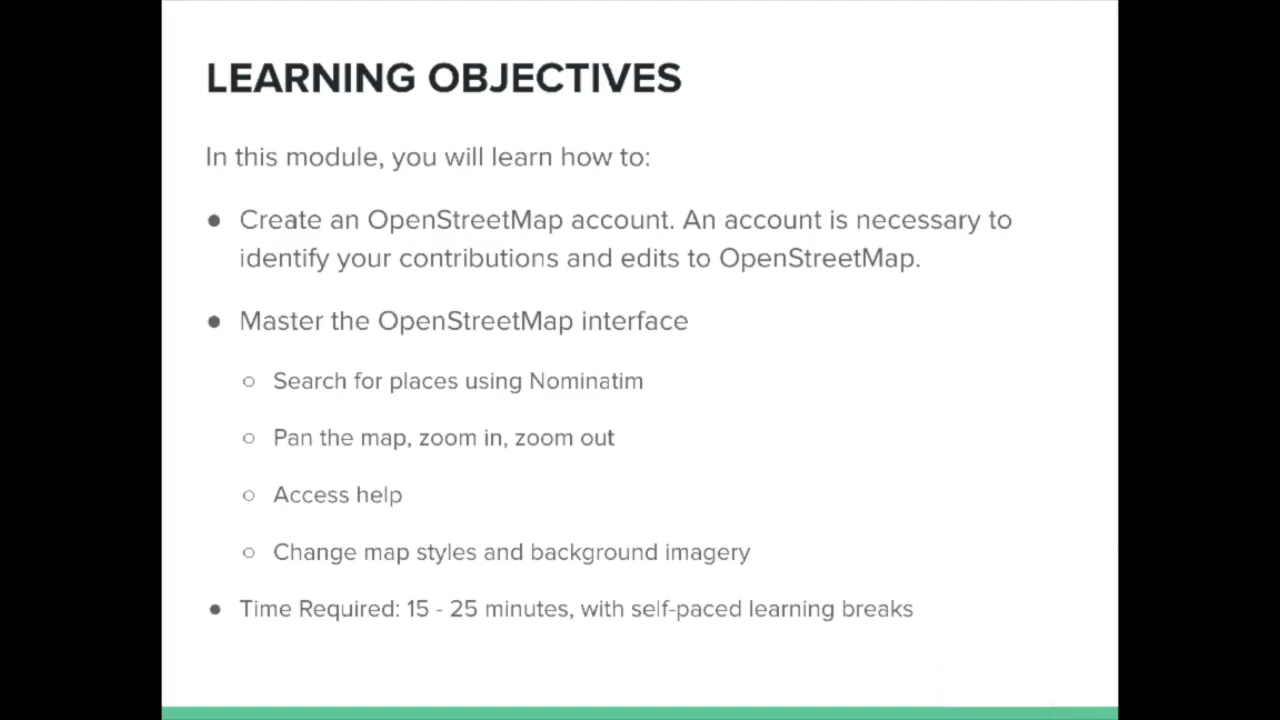 LEARNING OBJECTIVES
In this module, you will learn how to:
● Create an OpenStreetMap account. An account is necessary to
identify your contributions and edits to OpenStreetMap.
● Master the OpenStreetMap interface
○ Search for places using Nominatim
○ Pan the map, zoom in, zoom out
○ Access help
○ Change map styles and background imagery
● Time Required: 15 - 25 minutes, with self-paced learning breaks